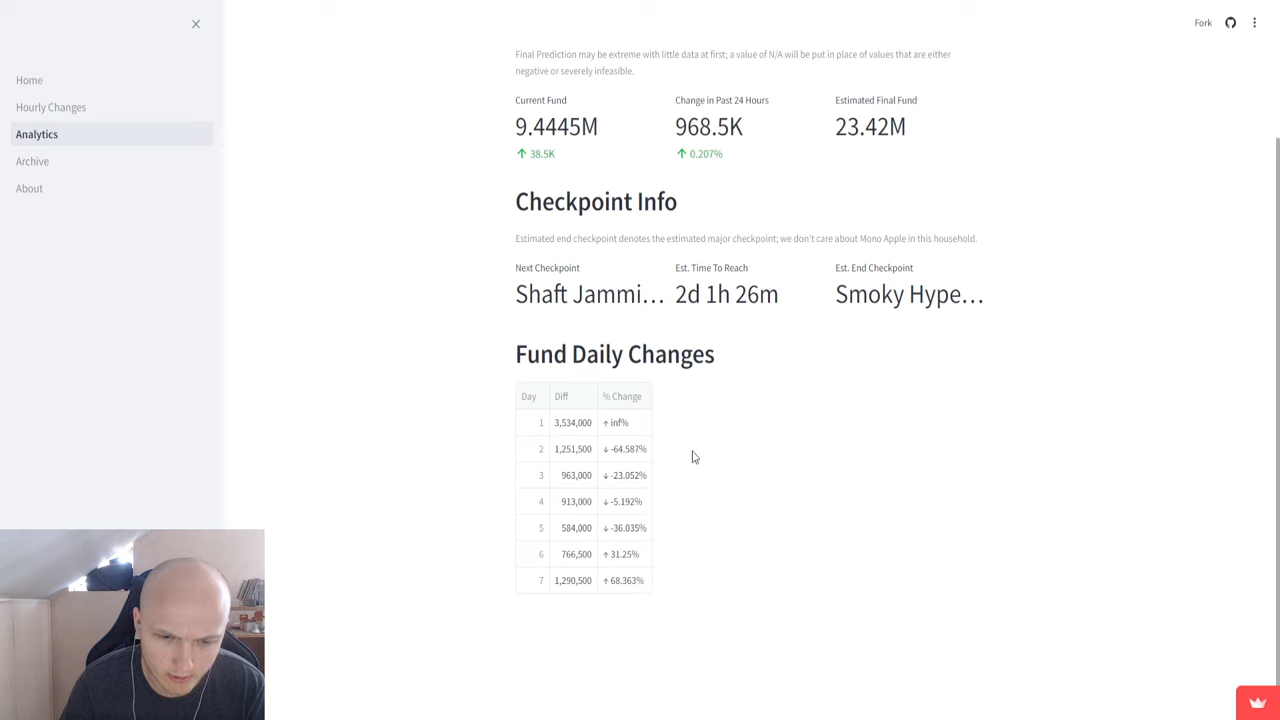 Fork
Home
Hourly Changes
Analytics
Archive
About
Final Prediction may be extreme with little data at first; a value of N/A will be put in place of values that are either
negative or severely infeasible.
Current Fund
Change in Past 24 Hours
Estimated Final Fund
9.4445M
968.5K
23.42M
↑ 38.5K
↑ 0.207%
Checkpoint Info
Estimated end checkpoint denotes the estimated major checkpoint; we don't care about Mono Apple in this household.
Next Checkpoint
Est. Time To Reach
Est. End Checkpoint
Shaft Jammi...
2d 1h 26m
Smoky Hype...
Fund Daily Changes
Day Diff % Change
1 3,534,000 ↑ inf%
2 1,251,500 ↓ -64.587%
3 963,000 ↓ -23.052%
4 913,000 ↓ -5.192%
5 584,000 ↓ -36.035%
6 766,500 ↑ 31.25%
7 1,290,500 ↑ 68.363%